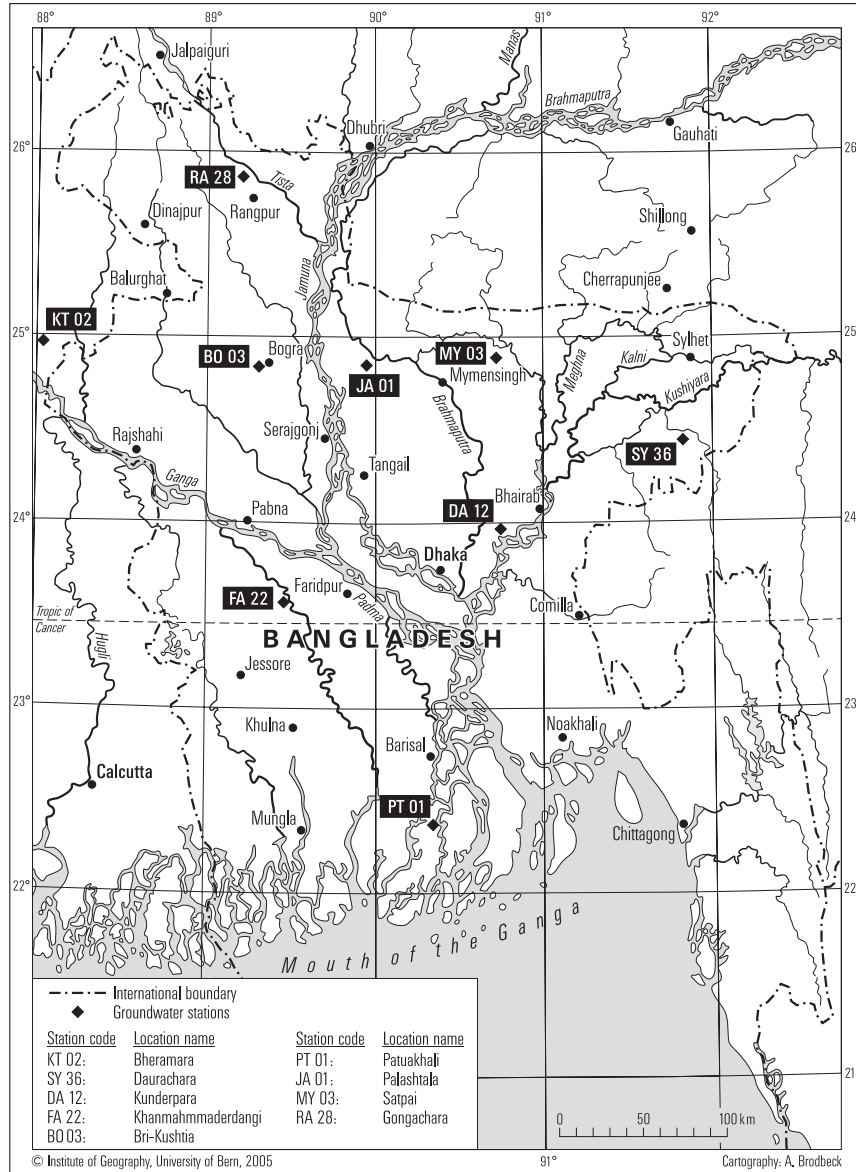 88° 89° 90° 91° 92°
Jalpaiguri
Manas
Brahmaputra
Dhubri
Gauhati
26° 26°
RA 28
Tista
Rangpur
Dinajpur
Shillong
Balurghat
Jamuna
Cherrapunjee
25° 25°
KT 02
BO 03
Bogra
JA 01
MY 03
Mymensingh
Meghna
Kalni
Sylhet
Kushiyara
Brahmaputra
Serajgonj
Rajshahi
SY 36
Ganga
Tangail
Bhairab
Pabna
DA 12
24° 24°
Dhaka
FA 22
Faridpur
Padma
Comilla
Tropic of
Cancer
BANGLADESH
Hugli
Jessore
23° 23°
Khulna
Noakhali
Barisal
Calcutta
PT 01
Mungla
Chittagong
22° 22°
Mouth of the Ganga
International boundary
Groundwater stations
Station code Location name Station code Location name
KT 02: Bheramara PT 01: Patuakhali
SY 36: Daurachara JA 01: Palashtala
DA 12: Kunderpara MY 03: Satpai
FA 22: Khanmahmmaderdangi RA 28: Gongachara
BO 03: Bri-Kushtia
21°
0 50 100 km
91°
© Institute of Geography, University of Bern, 2005 Cartography: A. Brodbeck